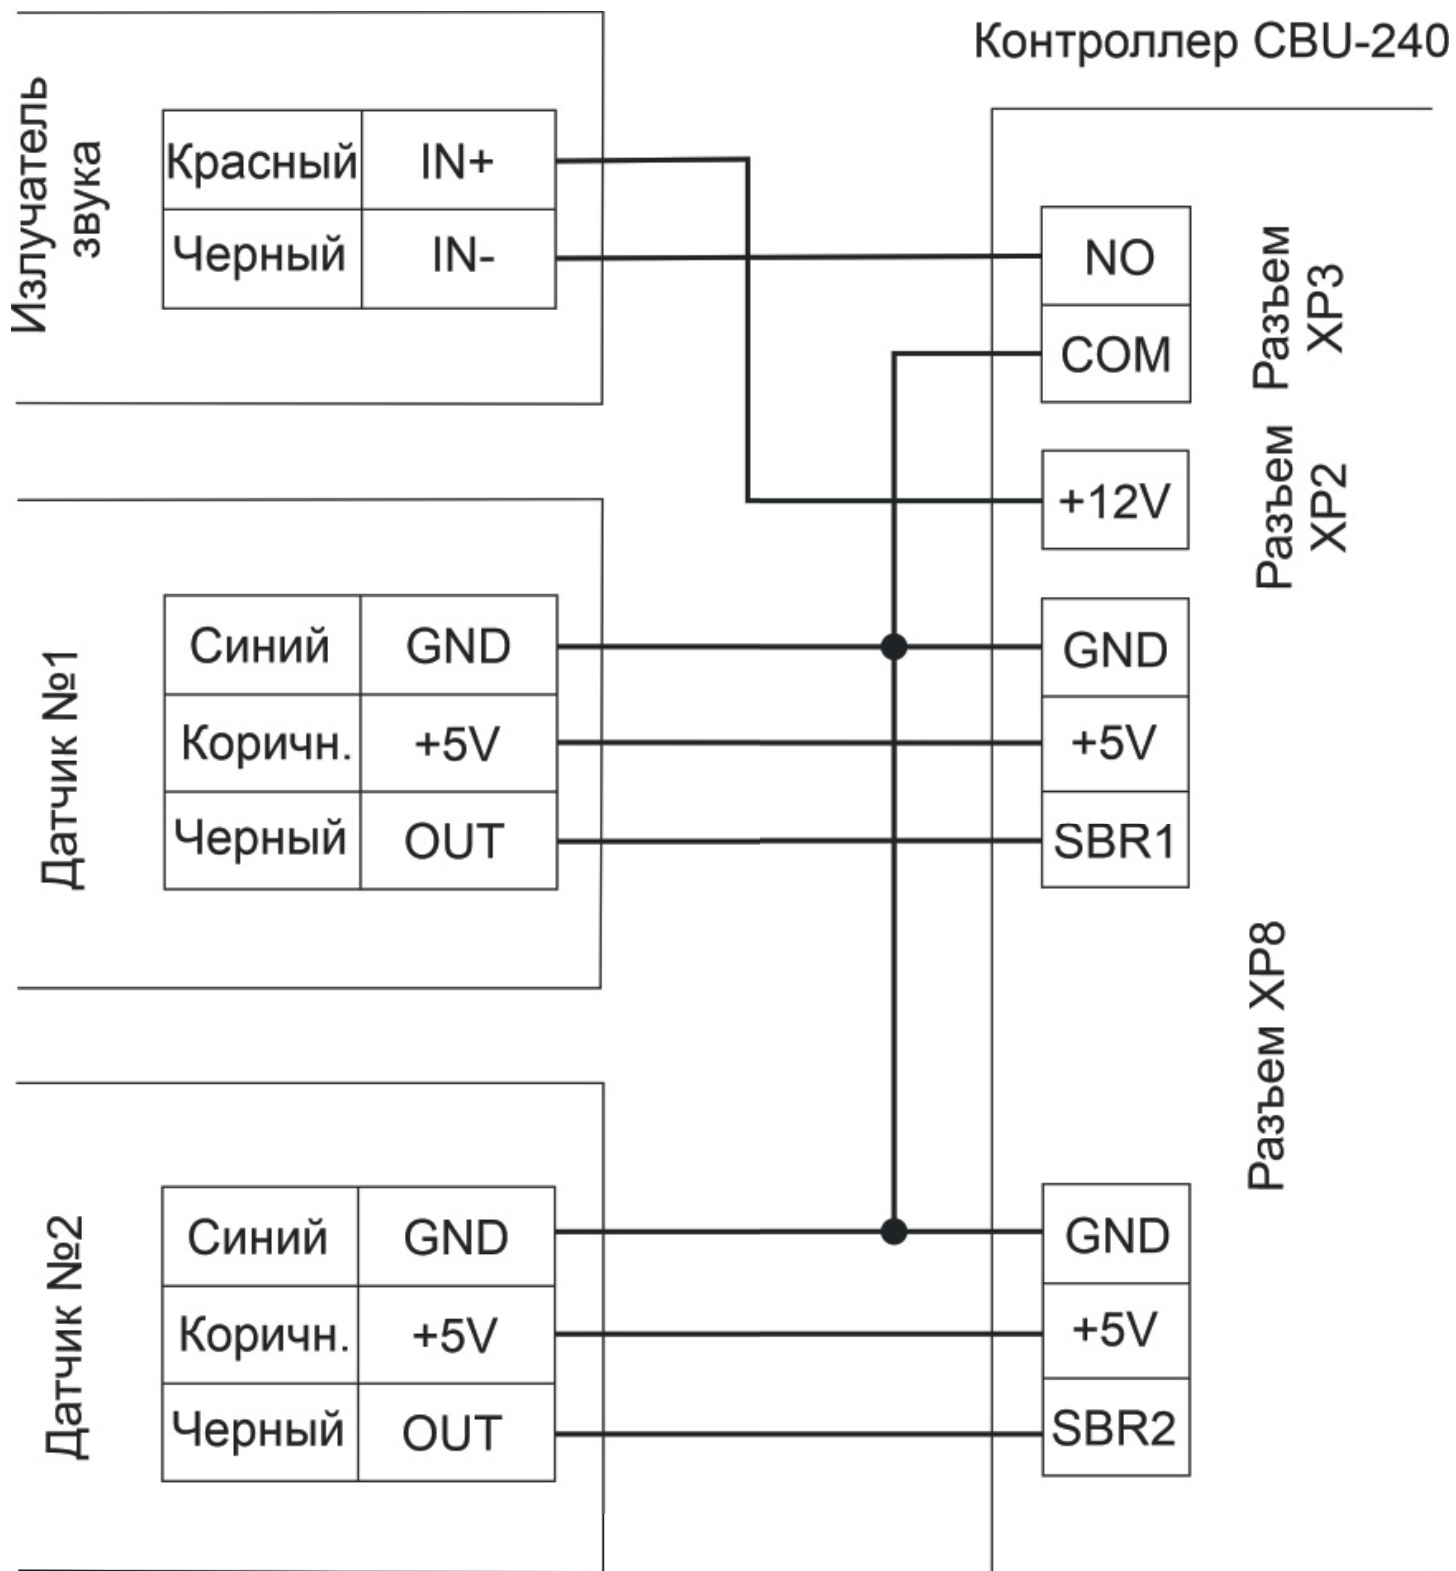 Контроллер CBU-240
Излучатель
звука
Красный IN+
Черный IN-
NO
COM
Разъем
XP3
+12V
Разъем
XP2
Датчик №1
Синий GND
Коричн. +5V
Черный OUT
GND
+5V
SBR1
Разъем XP8
Датчик №2
Синий GND
Коричн. +5V
Черный OUT
GND
+5V
SBR2